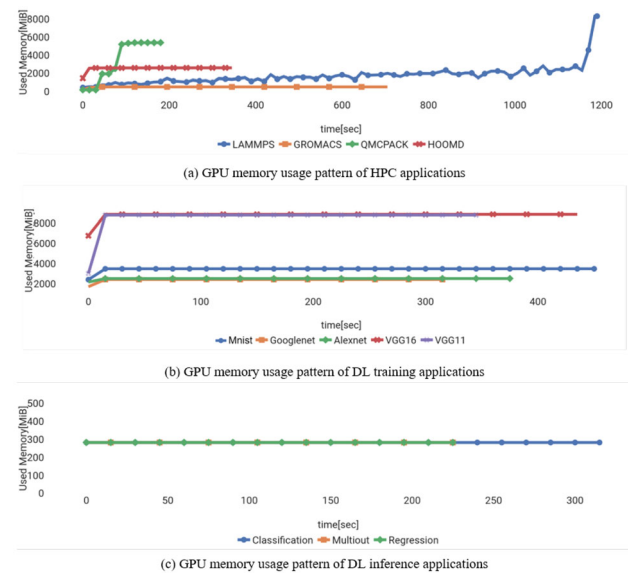 Used Memory[MiB]
8000
6000
4000
2000
0
0 200 400 600 800 1000 1200
time[sec]
LAMMPS GROMACS QMCPACK HOOMD
(a) GPU memory usage pattern of HPC applications
Used Memory[MiB]
8000
6000
4000
2000
0 100 200 300 400
time[sec]
Mnist Googlenet Alexnet VGG16 VGG11
(b) GPU memory usage pattern of DL training applications
Used Memory[MiB]
500
400
300
200
100
0
0 50 100 150 200 250 300
time[sec]
Classification Multiout Regression
(c) GPU memory usage pattern of DL inference applications